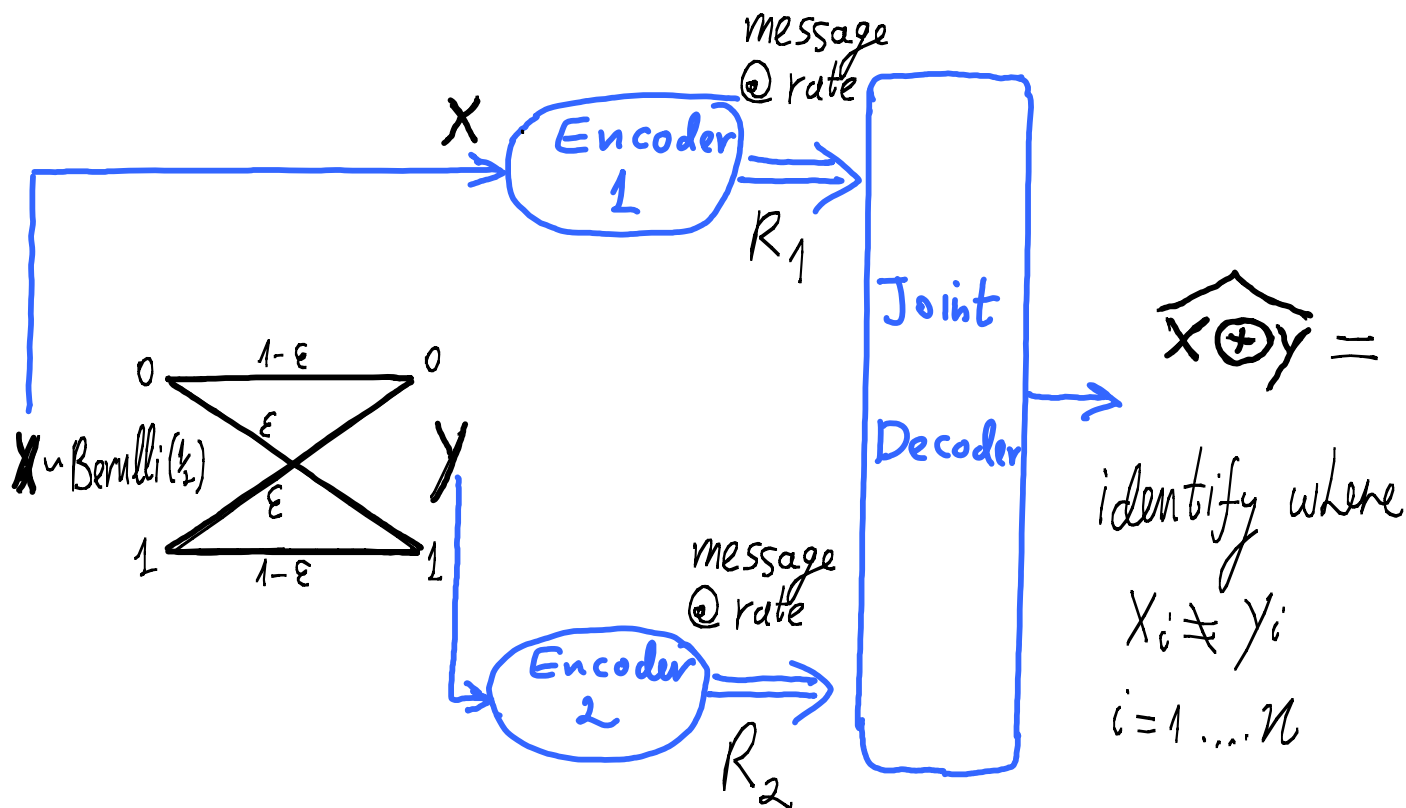 message
@ rate
X
Encoder
1
R₁
Joint
Decoder
X⊕Y =
identify where
Xᵢ ≠ Yᵢ
i = 1 .... n
0
1-ε
0
ε
X ~ Bernulli(½)
Y
ε
1
1-ε
1
message
@ rate
Encoder
2
R₂